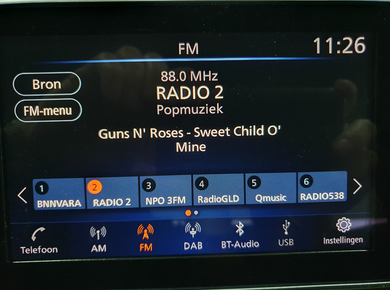 FM
11:26
Bron
FM-menu
88.0 MHz
RADIO 2
Popmuziek
Guns N' Roses - Sweet Child O'
Mine
1 2 3 4 5 6
BNNVARA RADIO 2 NPO 3FM RadioGLD Qmusic RADIO538
Telefoon AM FM DAB BT-Audio USB Instellingen